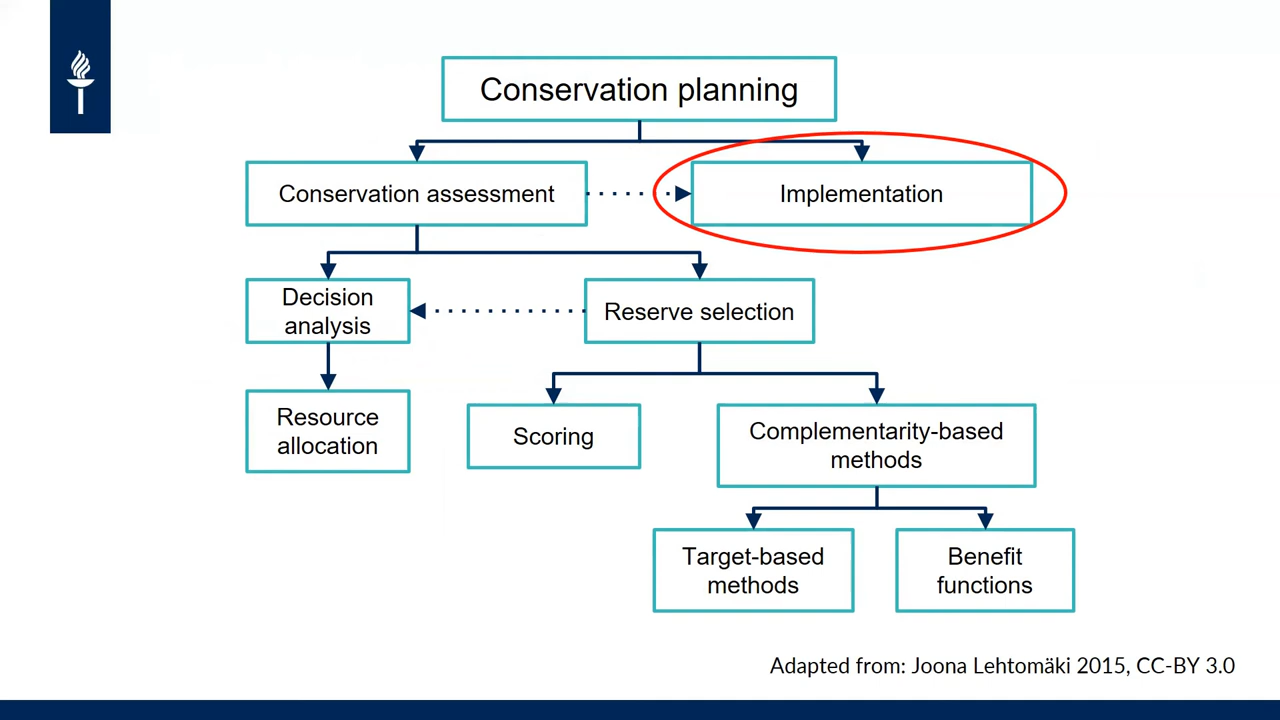 Conservation planning
Conservation assessment
Implementation
Decision
analysis
Reserve selection
Resource
allocation
Scoring
Complementarity-based
methods
Target-based
methods
Benefit
functions
Adapted from: Joona Lehtomäki 2015, CC-BY 3.0